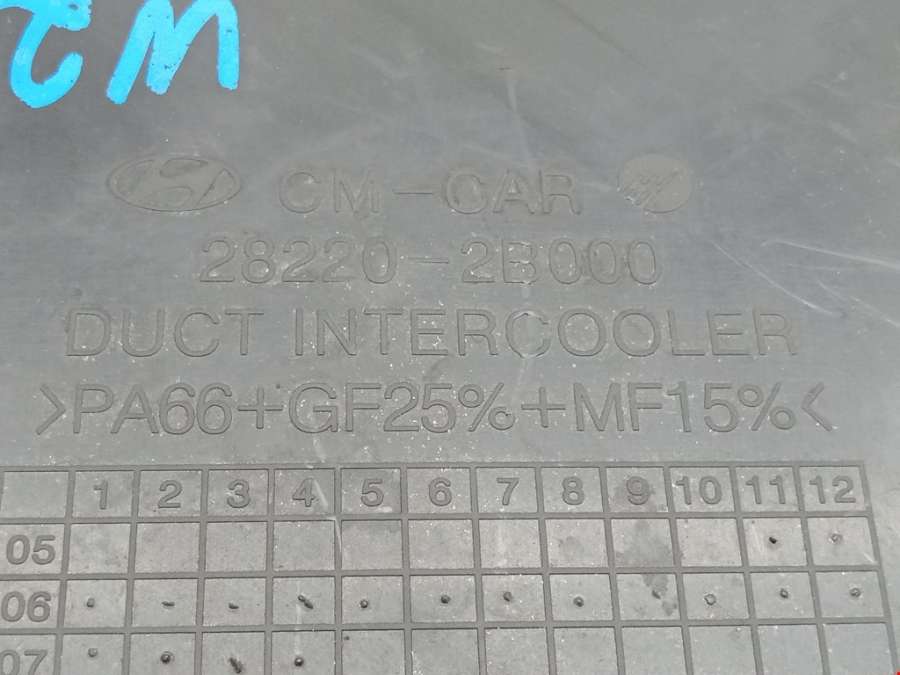 CM-CAR
28220-2B000
DUCT INTERCOOLER
>PA66+GF25%+MF15%<
1 2 3 4 5 6 7 8 9 10 11 12
05
06
07